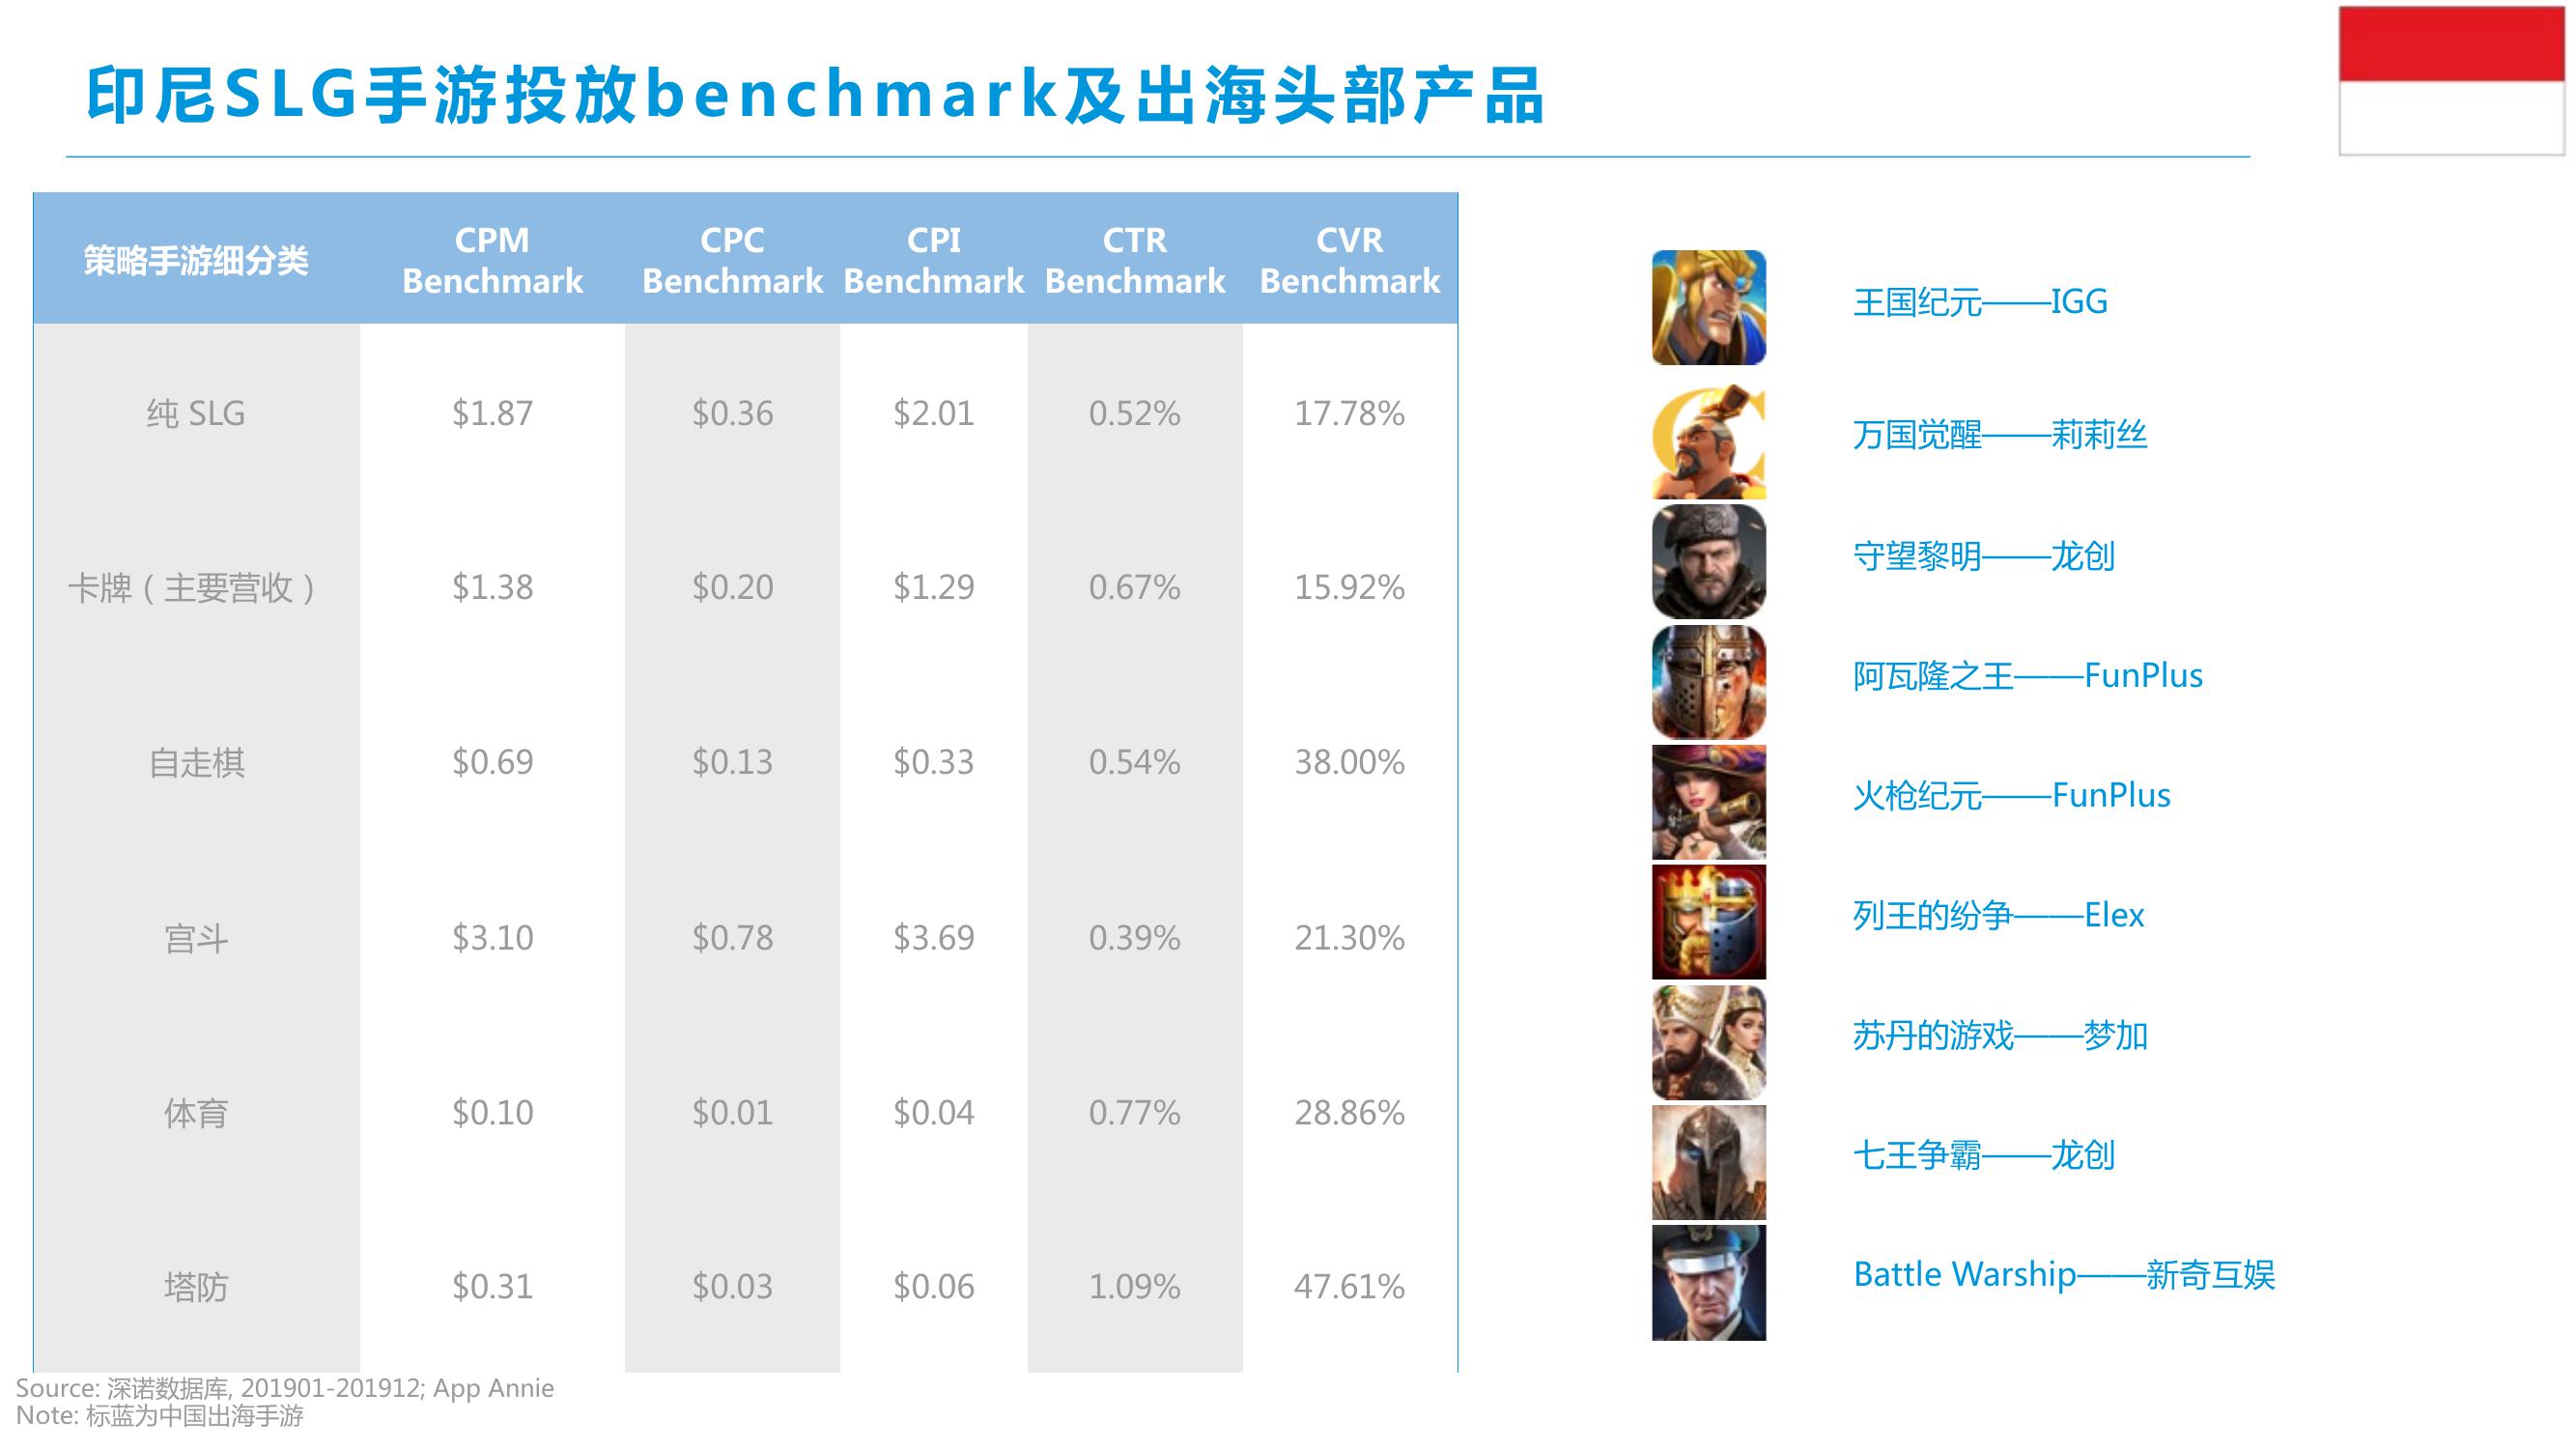 印尼SLG手游投放benchmark及出海头部产品
策略手游细分类 CPM Benchmark CPC Benchmark CPI Benchmark CTR Benchmark CVR Benchmark
纯 SLG $1.87 $0.36 $2.01 0.52% 17.78%
卡牌（主要营收） $1.38 $0.20 $1.29 0.67% 15.92%
自走棋 $0.69 $0.13 $0.33 0.54% 38.00%
宫斗 $3.10 $0.78 $3.69 0.39% 21.30%
体育 $0.10 $0.01 $0.04 0.77% 28.86%
塔防 $0.31 $0.03 $0.06 1.09% 47.61%
王国纪元——IGG
万国觉醒——莉莉丝
守望黎明——龙创
阿瓦隆之王——FunPlus
火枪纪元——FunPlus
列王的纷争——Elex
苏丹的游戏——梦加
七王争霸——龙创
Battle Warship——新奇互娱
Source: 深诺数据库, 201901-201912; App Annie
Note: 标蓝为中国出海手游